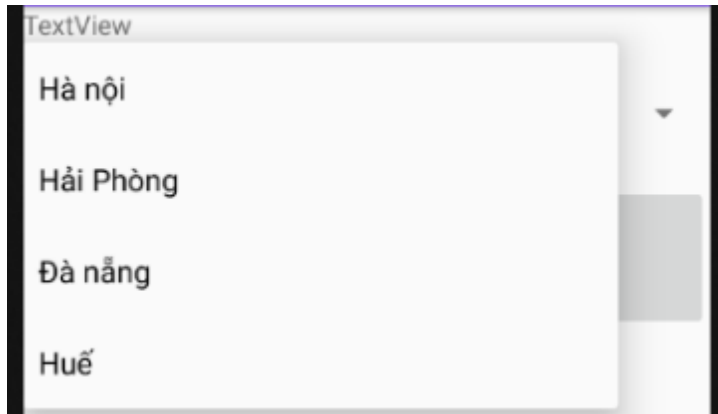 TextView
Hà nội
Hải Phòng
Đà nẵng
Huế